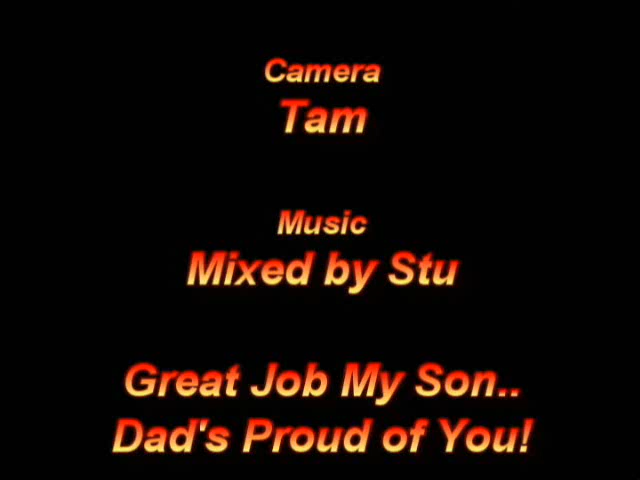 Camera
Tam
Music
Mixed by Stu
Great Job My Son..
Dad's Proud of You!